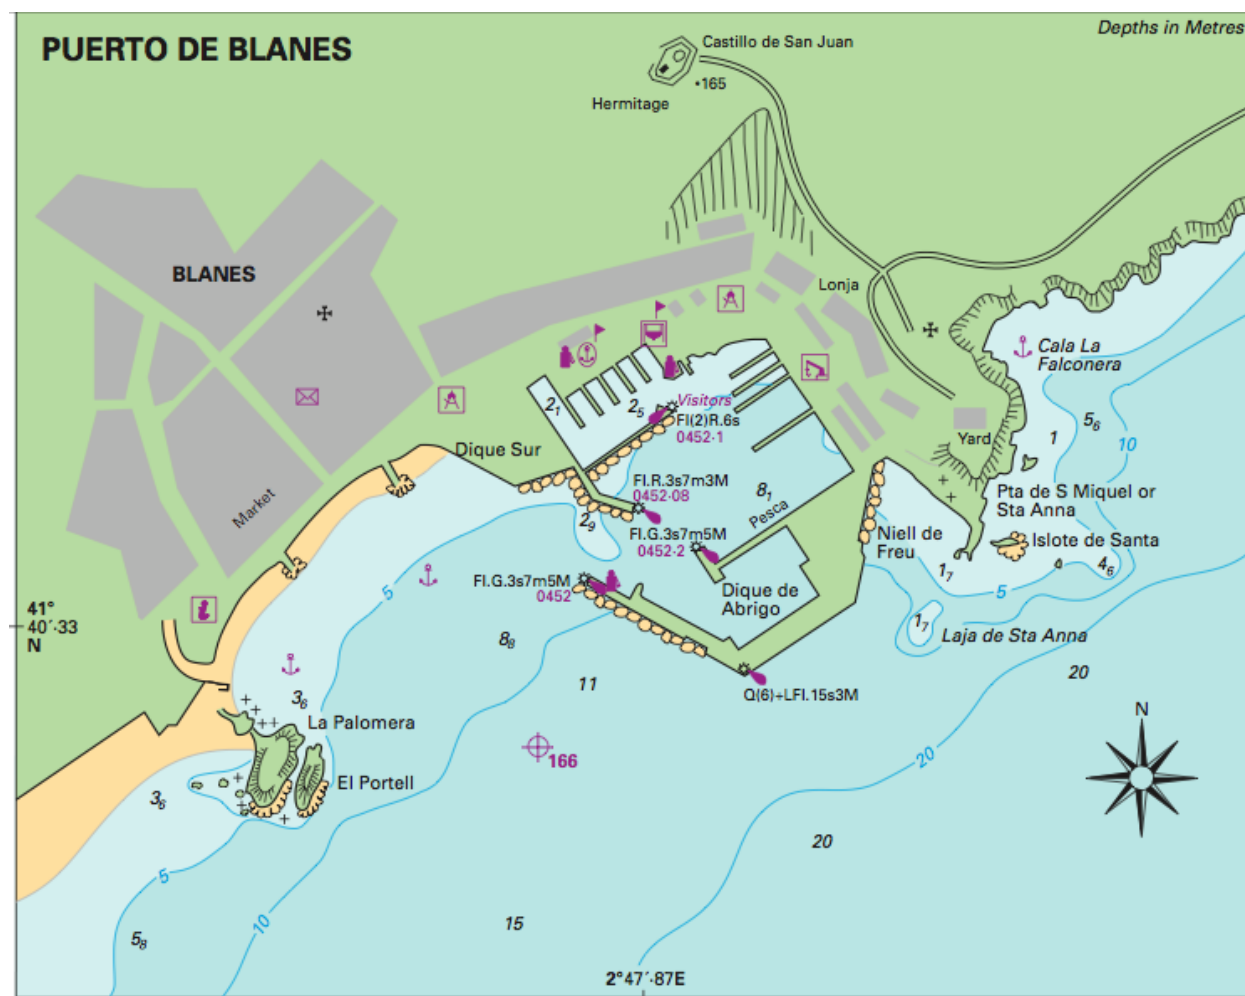 Depths in Metres
PUERTO DE BLANES
Castillo de San Juan
•165
Hermitage
BLANES
Lonja
Cala La
Falconera
Visitors
Fl(2)R.6s
0452·1
2₁
2₅
1
5₆
10
Dique Sur
Yard
Market
Fl.R.3s7m3M
0452·08
8₁
Pesca
Pta de S Miquel or
Sta Anna
2₉
Fl.G.3s7m5M
0452·2
Niell de
Freu
Islote de Santa
Fl.G.3s7m5M
0452
Dique de
Abrigo
1₇
4₆
5
5
41°
40´·33
N
1₇
Laja de Sta Anna
8₈
11
20
Q(6)+LFl.15s3M
3₆
La Palomera
N
166
20
El Portell
3₆
20
5
10
15
5₈
2°47´·87E